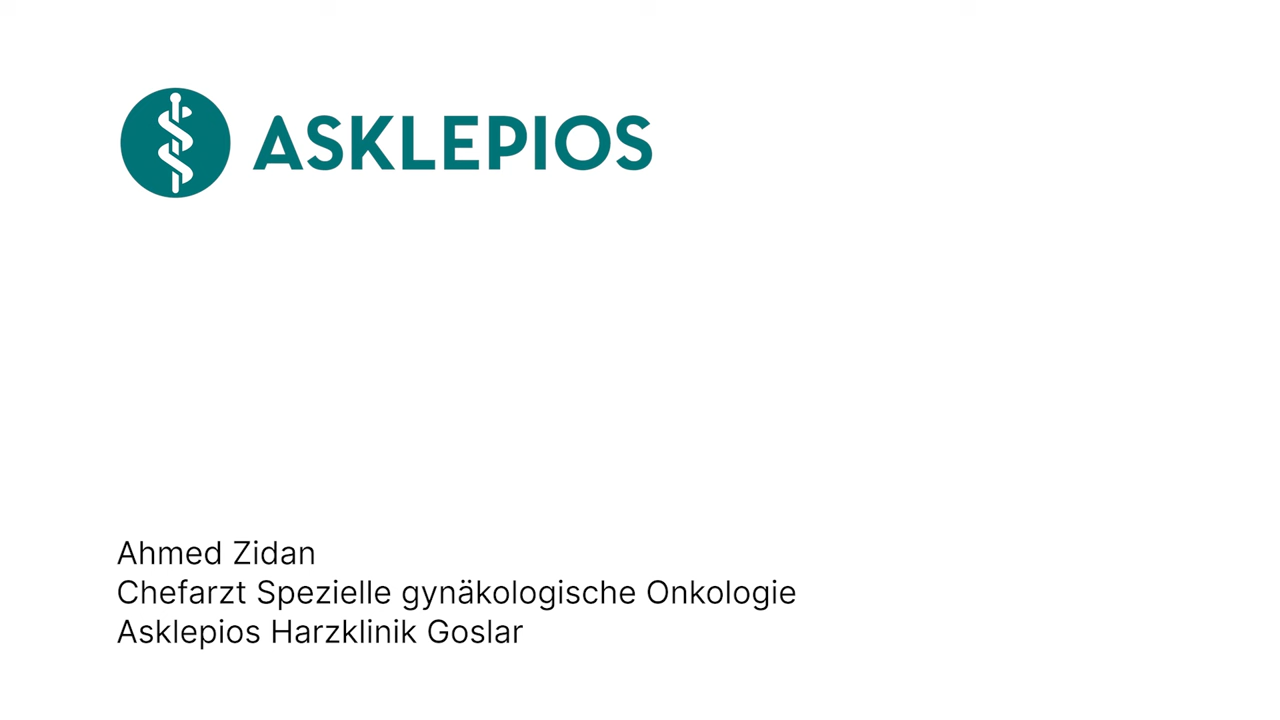 ASKLEPIOS
Ahmed Zidan
Chefarzt Spezielle gynäkologische Onkologie
Asklepios Harzklinik Goslar